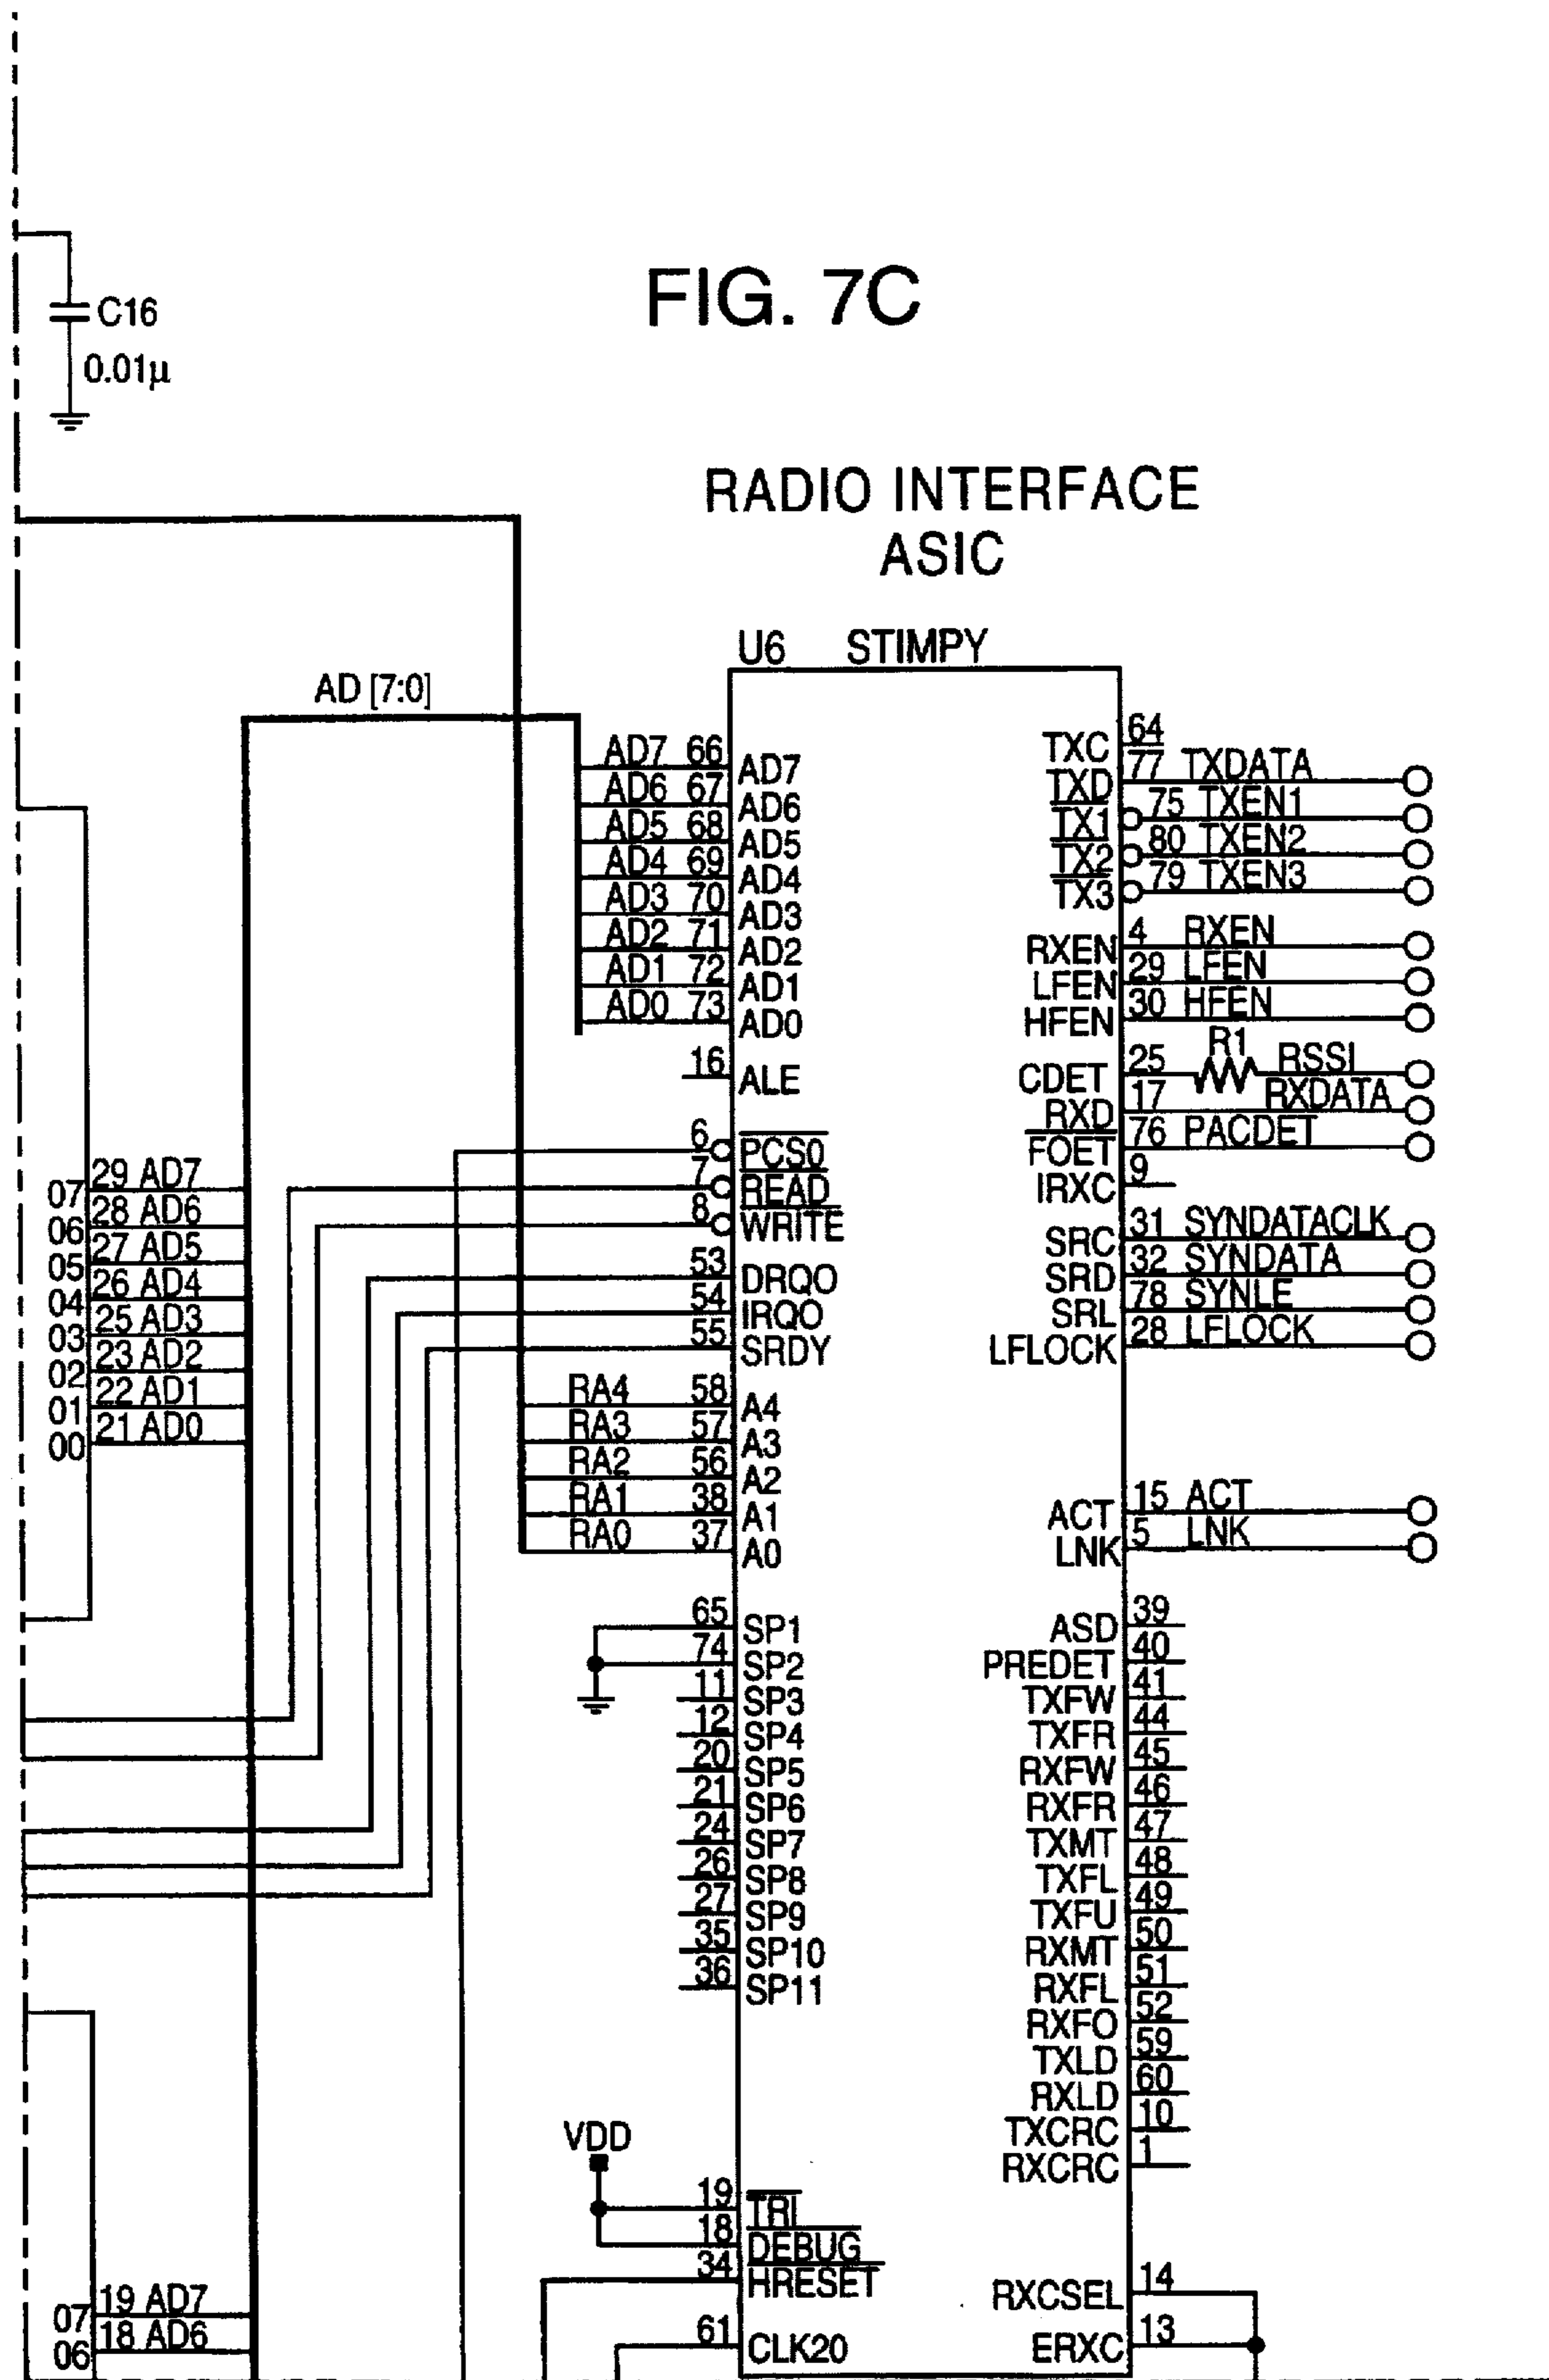 C16
0.01µ
FIG. 7C
RADIO INTERFACE
ASIC
U6 STIMPY
AD [7:0]
AD7 66 AD7
AD6 67 AD6
AD5 68 AD5
AD4 69 AD4
AD3 70 AD3
AD2 71 AD2
AD1 72 AD1
AD0 73 AD0
16 ALE
6 PCS0
7 READ
8 WRITE
53 DRQO
54 IRQO
55 SRDY
RA4 58 A4
RA3 57 A3
RA2 56 A2
RA1 38 A1
RA0 37 A0
65 SP1
74 SP2
11 SP3
12 SP4
20 SP5
21 SP6
24 SP7
26 SP8
27 SP9
35 SP10
36 SP11
VDD
19 TRI
18 DEBUG
34 HRESET
61 CLK20
TXC 64
TXD 77 TXDATA
TX1 75 TXEN1
TX2 80 TXEN2
TX3 79 TXEN3
RXEN 4 RXEN
LFEN 29 LFEN
HFEN 30 HFEN
CDET 25 R1 RSSI
RXD 17 RXDATA
FOET 76 PACDET
IRXC 9
SRC 31 SYNDATACLK
SRD 32 SYNDATA
SRL 78 SYNLE
LFLOCK 28 LFLOCK
ACT 15 ACT
LNK 5 LNK
ASD 39
PREDET 40
TXFW 41
TXFR 44
RXFW 45
RXFR 46
TXMT 47
TXFL 48
TXFU 49
RXMT 50
RXFL 51
RXFO 52
TXLD 59
RXLD 60
TXCRC 10
RXCRC 1
RXCSEL 14
ERXC 13
07 29 AD7
06 28 AD6
05 27 AD5
04 26 AD4
03 25 AD3
02 23 AD2
01 22 AD1
00 21 AD0
07 19 AD7
06 18 AD6